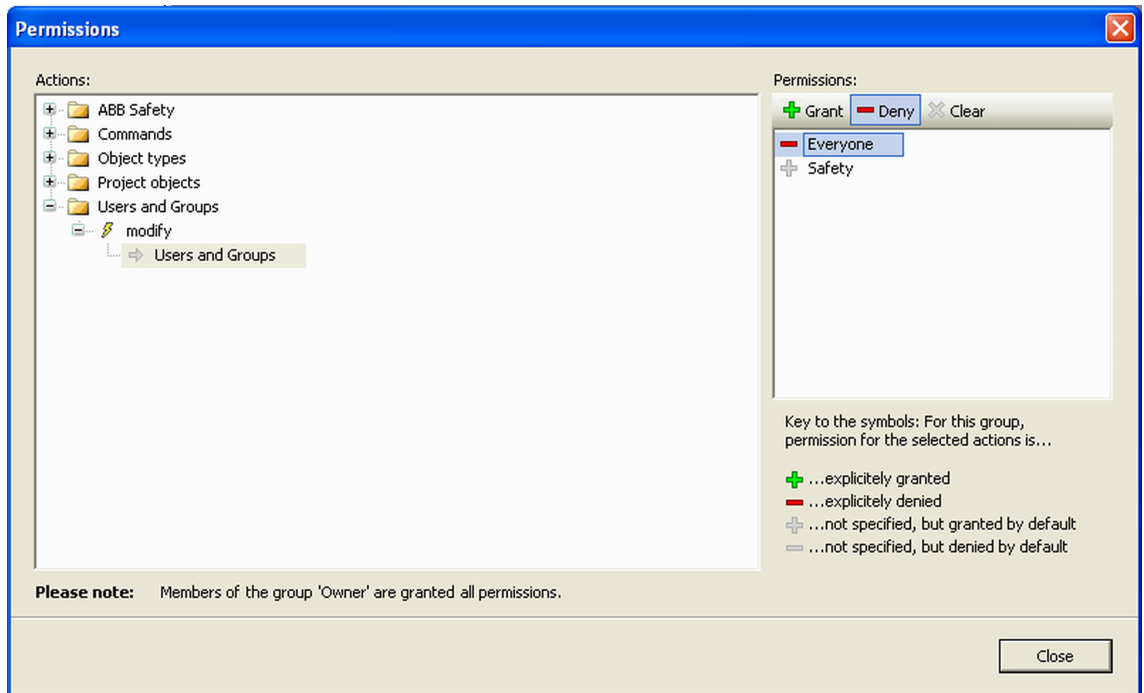 Permissions
Actions:
ABB Safety
Commands
Object types
Project objects
Users and Groups
modify
Users and Groups
Permissions:
Grant Deny Clear
Everyone
Safety
Key to the symbols: For this group,
permission for the selected actions is...
...explicitely granted
...explicitely denied
...not specified, but granted by default
...not specified, but denied by default
Please note: Members of the group 'Owner' are granted all permissions.
Close